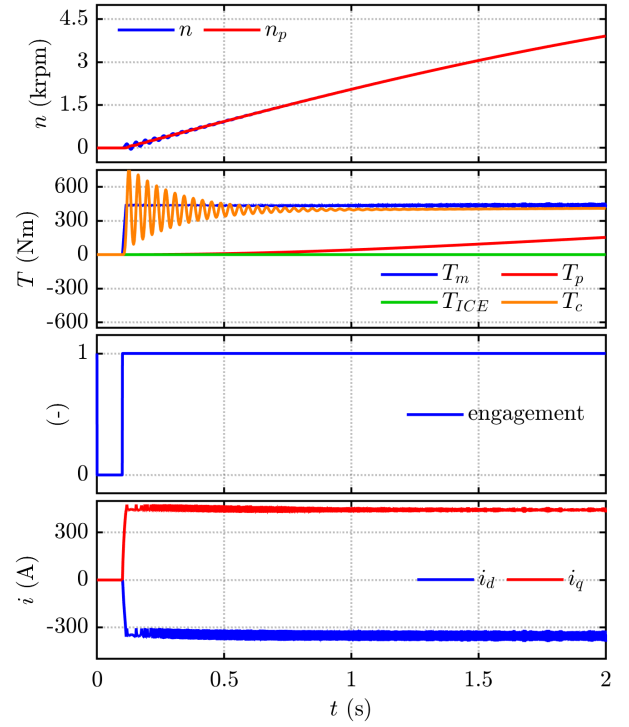 4.5
n n_p
3
1.5
0
n (krpm)
600
300
0
-300
-600
T (Nm)
T_m T_p
T_ICE T_c
1
0
(-)
engagement
300
0
-300
i (A)
i_d i_q
0 0.5 1 1.5 2
t (s)